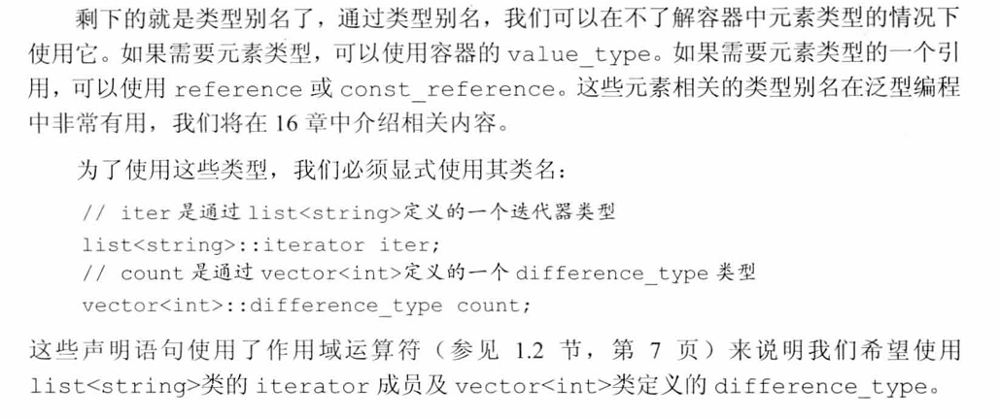 剩下的就是类型别名了，通过类型别名，我们可以在不了解容器中元素类型的情况下
使用它。如果需要元素类型，可以使用容器的 value_type。如果需要元素类型的一个引
用，可以使用 reference 或 const_reference。这些元素相关的类型别名在泛型编程
中非常有用，我们将在 16 章中介绍相关内容。
为了使用这些类型，我们必须显式使用其类名：
// iter 是通过 list<string>定义的一个迭代器类型
list<string>::iterator iter;
// count 是通过 vector<int>定义的一个 difference_type 类型
vector<int>::difference_type count;
这些声明语句使用了作用域运算符（参见 1.2 节，第 7 页）来说明我们希望使用
list<string>类的 iterator 成员及 vector<int>类定义的 difference_type。